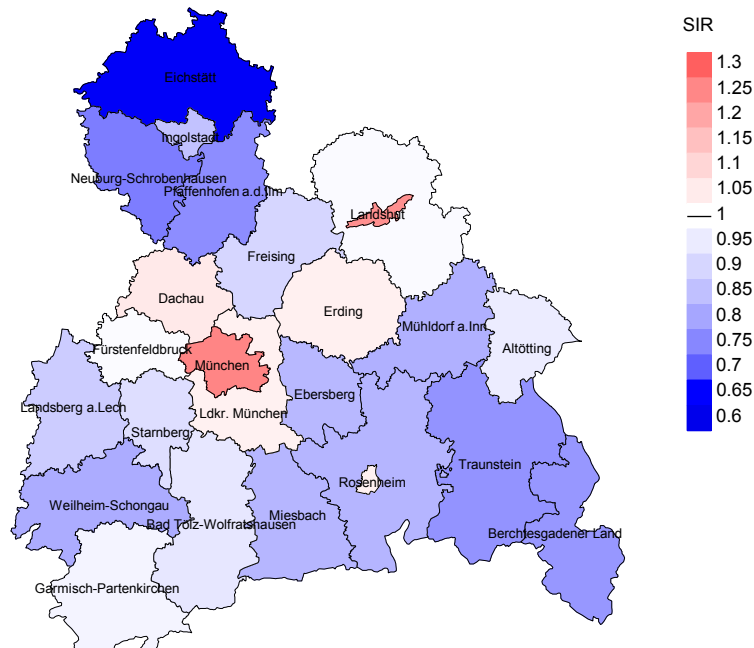 SIR
1.3
1.25
1.2
1.15
1.1
1.05
1
0.95
0.9
0.85
0.8
0.75
0.7
0.65
0.6
Eichstätt
Ingolstadt
Neuburg-Schrobenhausen
Pfaffenhofen a.d.Ilm
Landshut
Freising
Dachau
Erding
Mühldorf a.Inn
Fürstenfeldbruck
Altötting
München
Ebersberg
Landsberg a.Lech
Ldkr. München
Starnberg
Traunstein
Rosenheim
Weilheim-Schongau
Miesbach
Bad Tölz-Wolfratshausen
Berchtesgadener Land
Garmisch-Partenkirchen